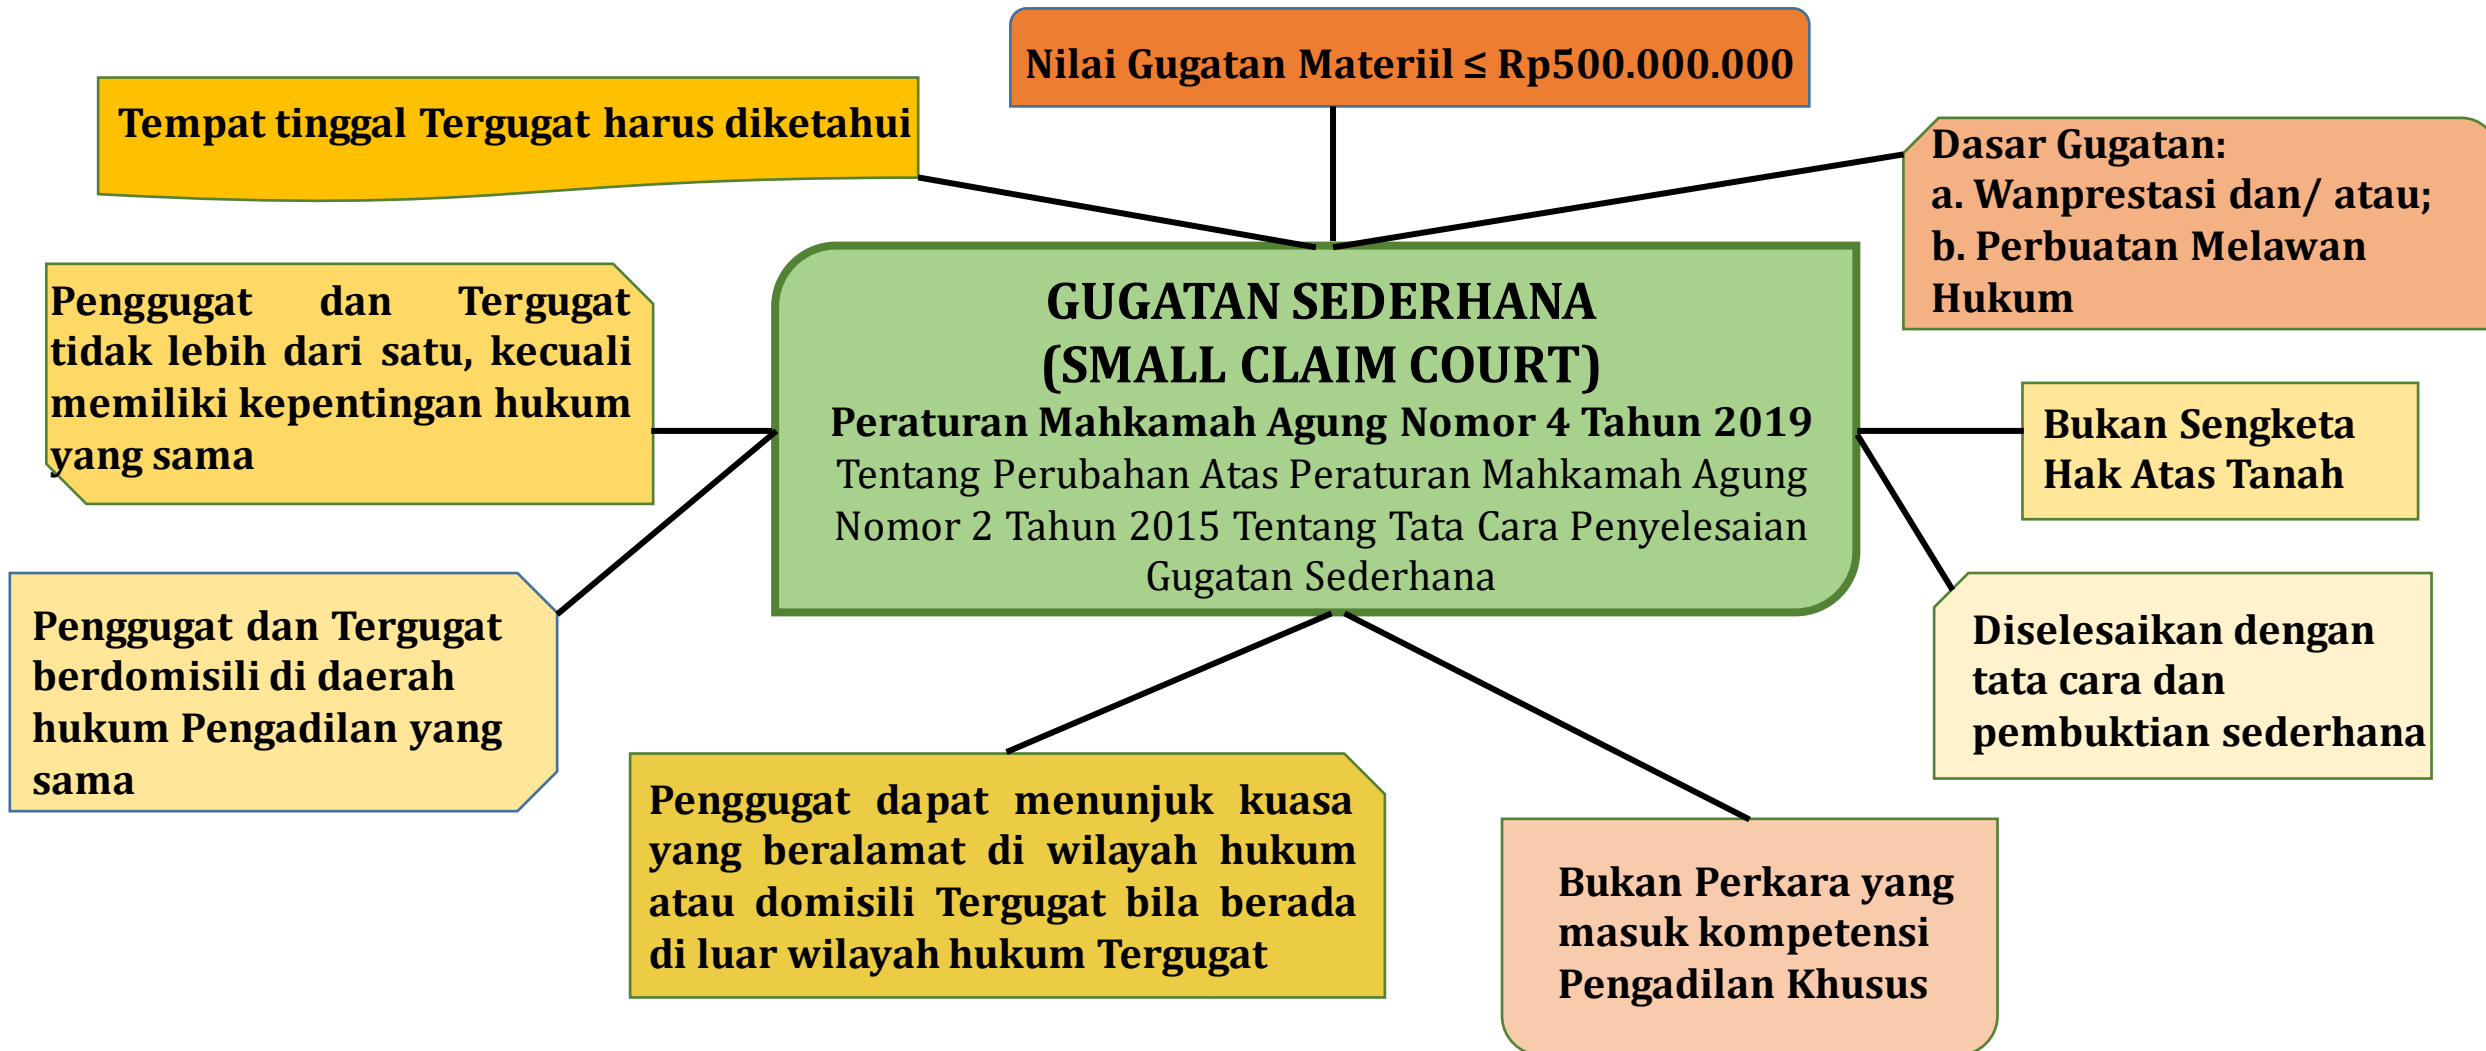 Nilai Gugatan Materiil ≤ Rp500.000.000
Tempat tinggal Tergugat harus diketahui
Dasar Gugatan:
a. Wanprestasi dan/ atau;
b. Perbuatan Melawan
Hukum
Penggugat dan Tergugat
tidak lebih dari satu, kecuali
memiliki kepentingan hukum
yang sama
GUGATAN SEDERHANA
(SMALL CLAIM COURT)
Peraturan Mahkamah Agung Nomor 4 Tahun 2019
Tentang Perubahan Atas Peraturan Mahkamah Agung
Nomor 2 Tahun 2015 Tentang Tata Cara Penyelesaian
Gugatan Sederhana
Bukan Sengketa
Hak Atas Tanah
Penggugat dan Tergugat
berdomisili di daerah
hukum Pengadilan yang
sama
Diselesaikan dengan
tata cara dan
pembuktian sederhana
Penggugat dapat menunjuk kuasa
yang beralamat di wilayah hukum
atau domisili Tergugat bila berada
di luar wilayah hukum Tergugat
Bukan Perkara yang
masuk kompetensi
Pengadilan Khusus